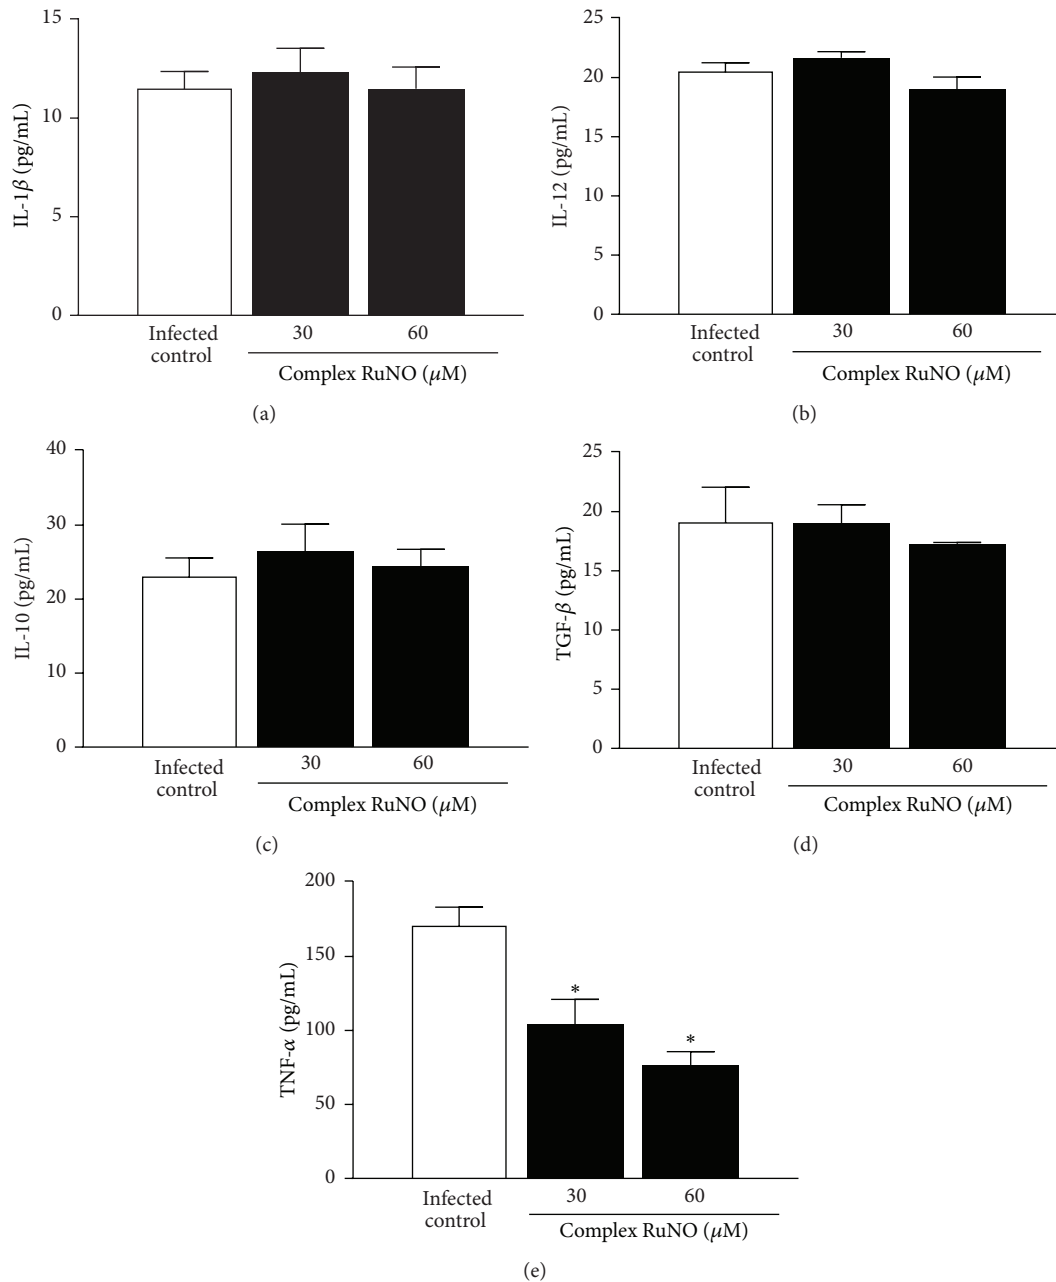 15
10
5
0
IL-1β (pg/mL)
Infected
control
30
60
Complex RuNO (μM)
(a)
25
20
15
10
5
0
IL-12 (pg/mL)
Infected
control
30
60
Complex RuNO (μM)
(b)
40
30
20
10
0
IL-10 (pg/mL)
Infected
control
30
60
Complex RuNO (μM)
(c)
25
20
15
10
5
0
TGF-β (pg/mL)
Infected
control
30
60
Complex RuNO (μM)
(d)
200
150
100
50
0
TNF-α (pg/mL)
*
*
Infected
control
30
60
Complex RuNO (μM)
(e)